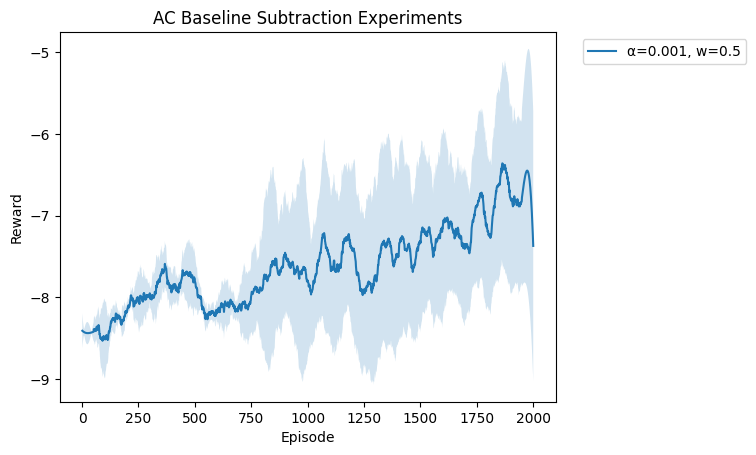 AC Baseline Subtraction Experiments
α=0.001, w=0.5
Reward
−5
−6
−7
−8
−9
0 250 500 750 1000 1250 1500 1750 2000
Episode